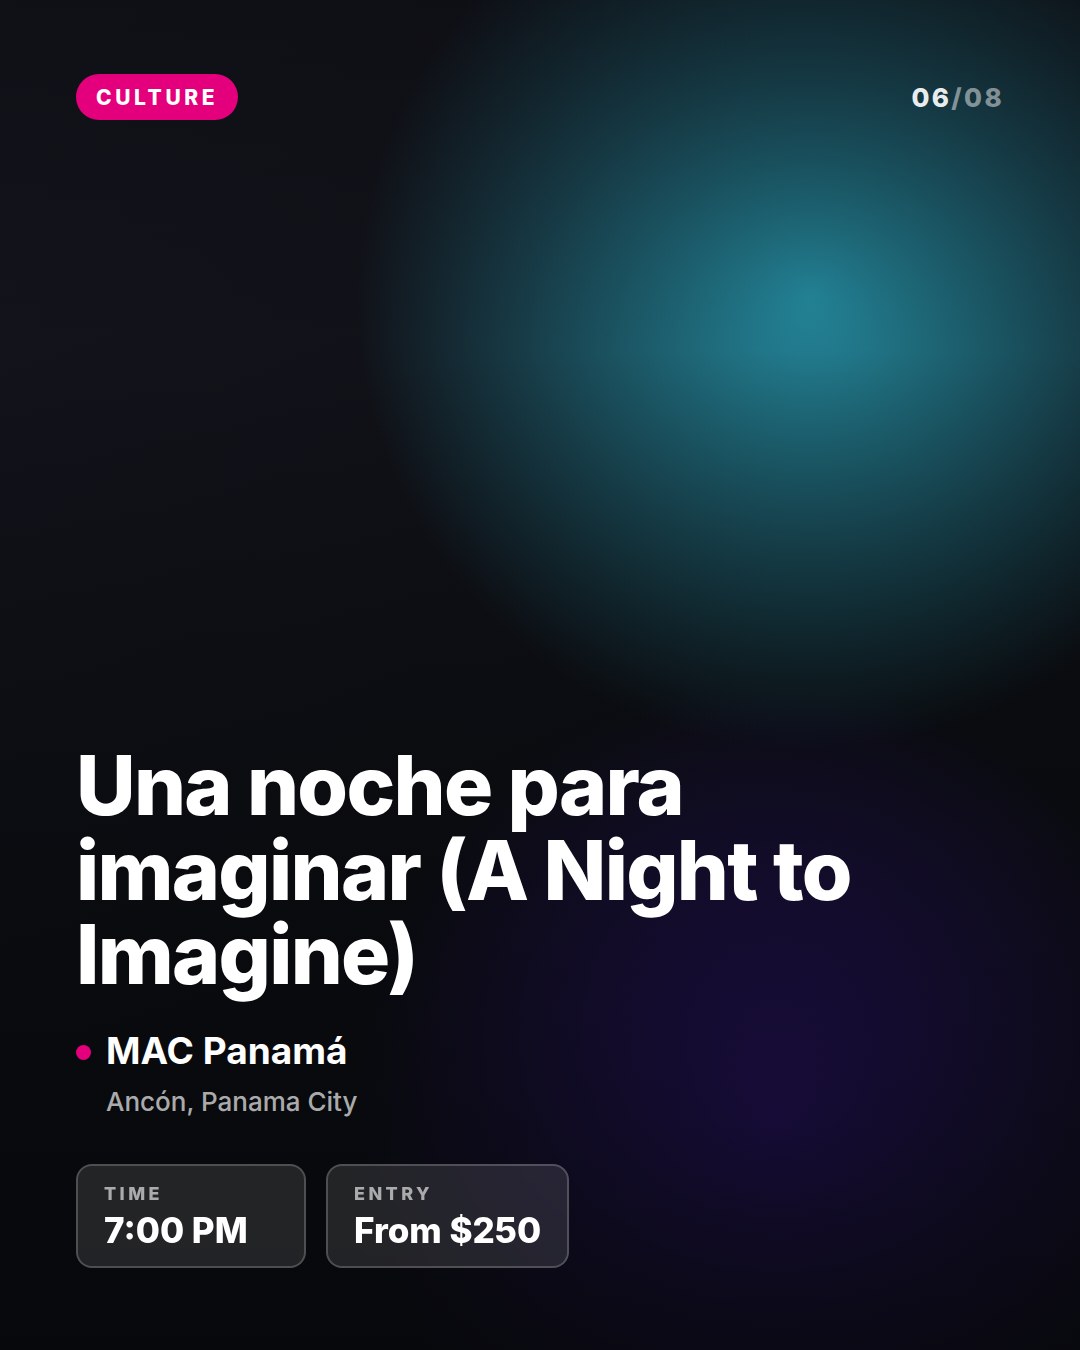 CULTURE
06/08
Una noche para
imaginar (A Night to
Imagine)
MAC Panamá
Ancón, Panama City
TIME
7:00 PM
ENTRY
From $250